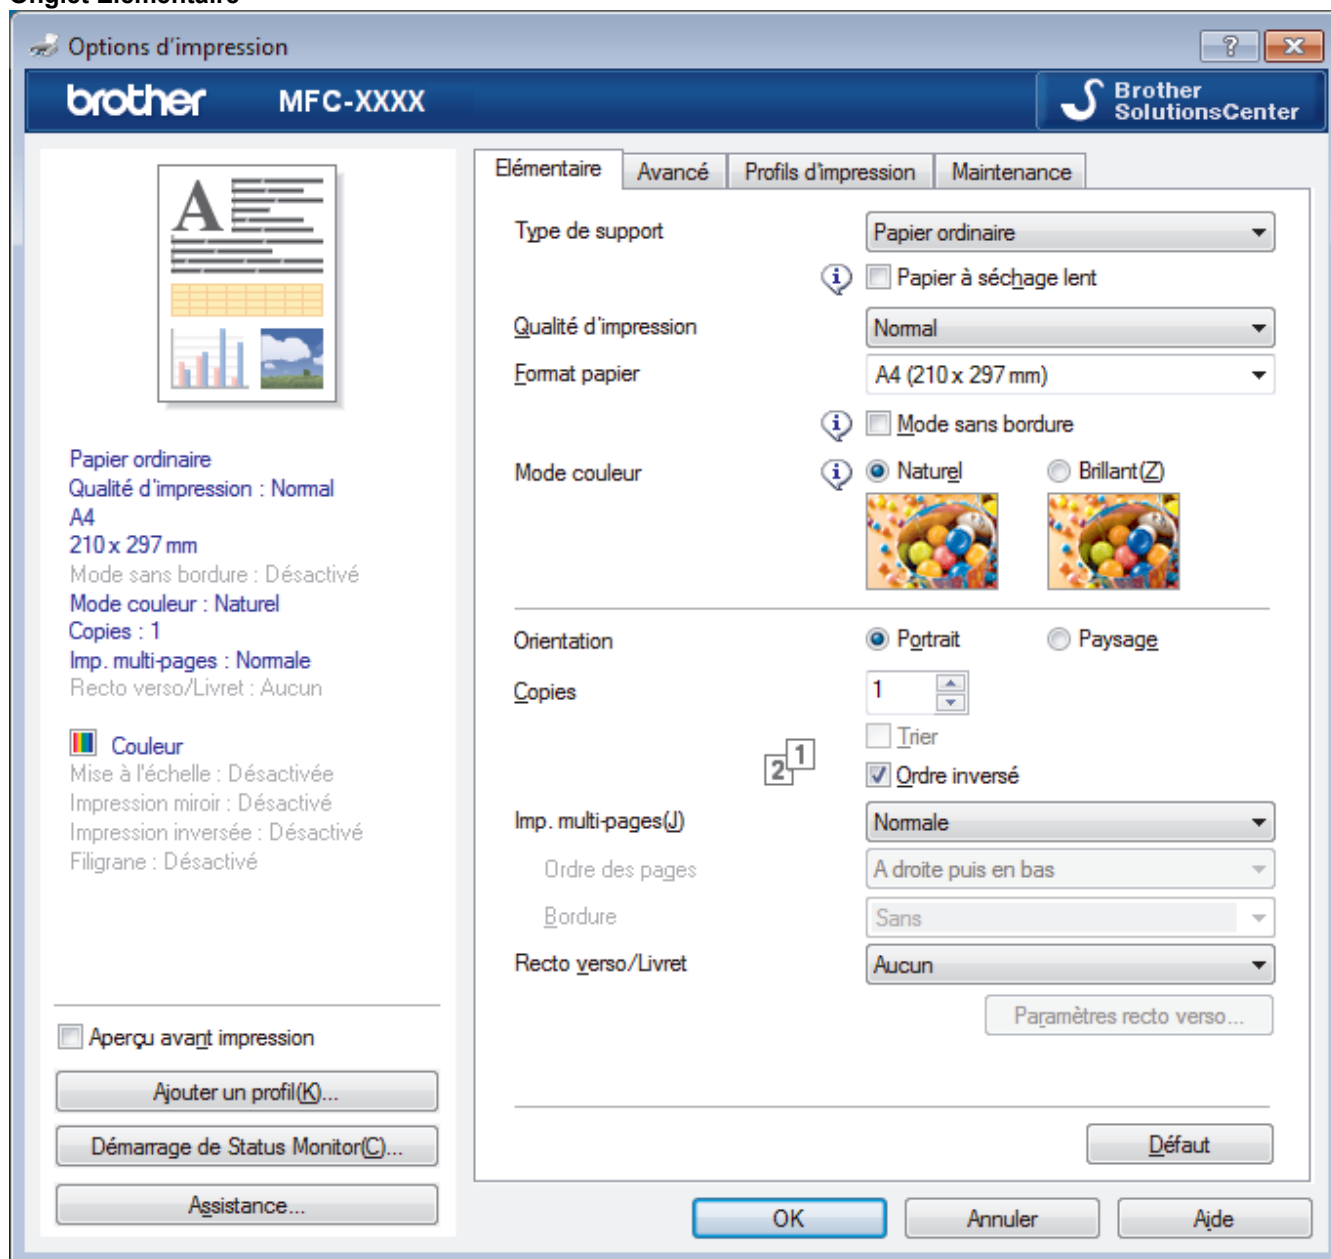 Onglet Elémentaire
Options d'impression
brother MFC-XXXX
Brother
SolutionsCenter
A
Papier ordinaire
Qualité d'impression : Normal
A4
210 x 297 mm
Mode sans bordure : Désactivé
Mode couleur : Naturel
Copies : 1
Imp. multi-pages : Normale
Recto verso/Livret : Aucun
Couleur
Mise à l'échelle : Désactivée
Impression miroir : Désactivé
Impression inversée : Désactivé
Filigrane : Désactivé
Aperçu avant impression
Ajouter un profil(K)...
Démarrage de Status Monitor(C)...
Assistance...
Elémentaire Avancé Profils d'impression Maintenance
Type de support Papier ordinaire
Papier à séchage lent
Qualité d'impression Normal
Format papier A4 (210 x 297 mm)
Mode sans bordure
Mode couleur Naturel Brillant(Z)
Orientation Portrait Paysage
Copies 1
Trier
2 1
Ordre inversé
Imp. multi-pages(J) Normale
Ordre des pages A droite puis en bas
Bordure Sans
Recto verso/Livret Aucun
Paramètres recto verso...
Défaut
OK Annuler Aide